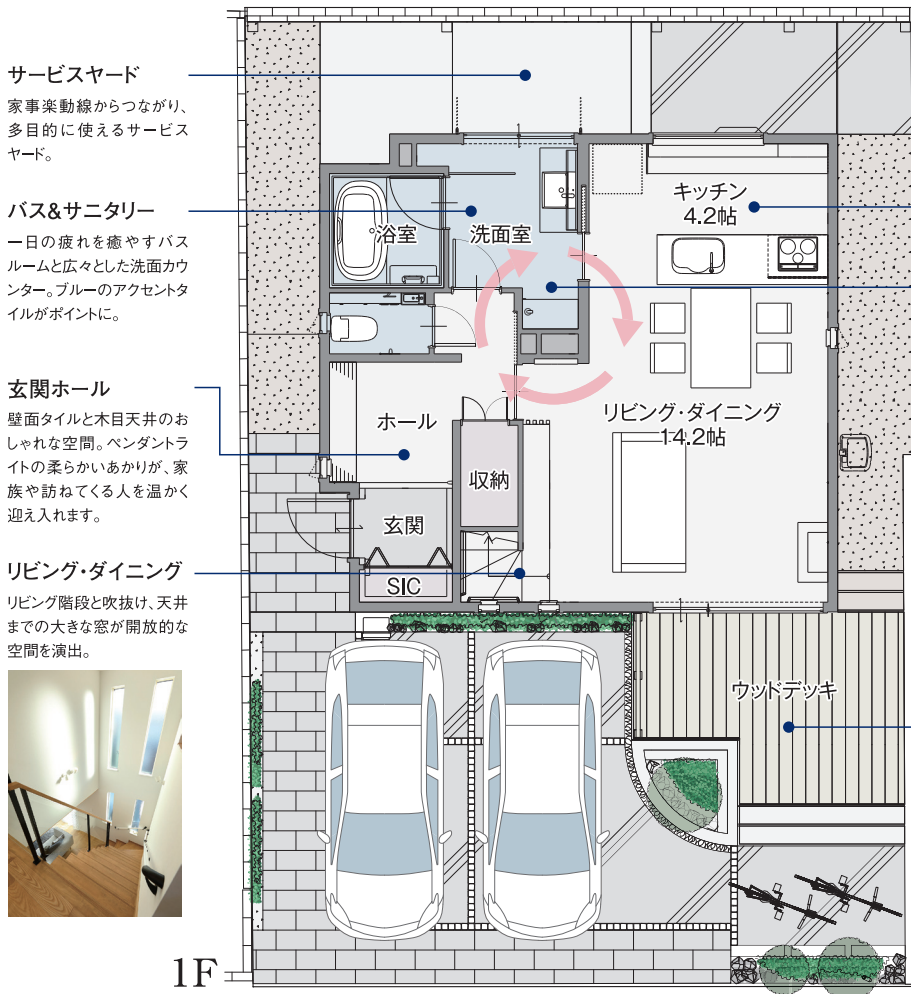 サービスヤード
家事楽動線からつながり、
多目的に使えるサービス
ヤード。
バス&サニタリー
一日の疲れを癒やすバス
ルームと広々とした洗面カウ
ンター。ブルーのアクセントタ
イルがポイントに。
玄関ホール
壁面タイルと木目天井のお
しゃれな空間。ペンダントラ
イトの柔らかいあかりが、家
族や訪ねてくる人を温かく
迎え入れます。
リビング・ダイニング
リビング階段と吹抜け、天井
までの大きな窓が開放的な
空間を演出。
キッチン
4.2帖
浴室
洗面室
リビング・ダイニング
14.2帖
ホール
収納
玄関
SIC
ウッドデッキ
1F